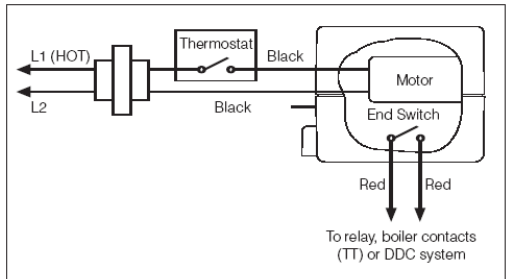 Thermostat
L1 (HOT)
Black
Motor
L2
Black
End Switch
Red
Red
To relay, boiler contacts
(TT) or DDC system